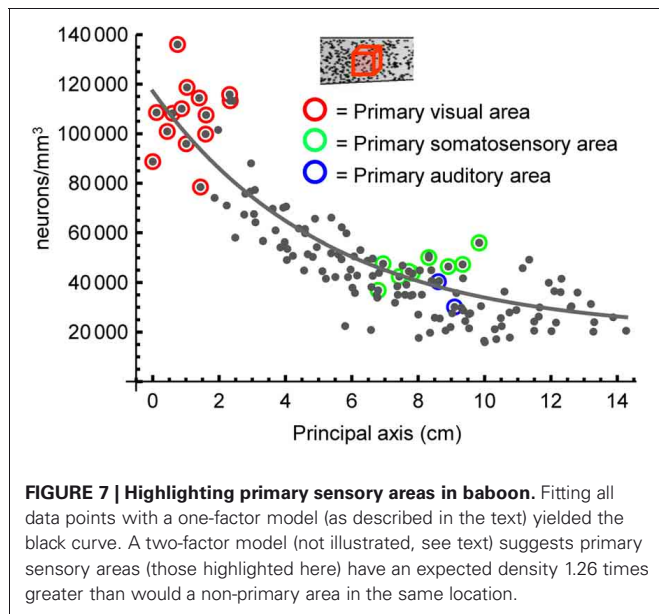 140 000
120 000
100 000
80 000
60 000
40 000
20 000
neurons/mm³
= Primary visual area
= Primary somatosensory area
= Primary auditory area
0 2 4 6 8 10 12 14
Principal axis (cm)
FIGURE 7 | Highlighting primary sensory areas in baboon. Fitting all
data points with a one-factor model (as described in the text) yielded the
black curve. A two-factor model (not illustrated, see text) suggests primary
sensory areas (those highlighted here) have an expected density 1.26 times
greater than would a non-primary area in the same location.